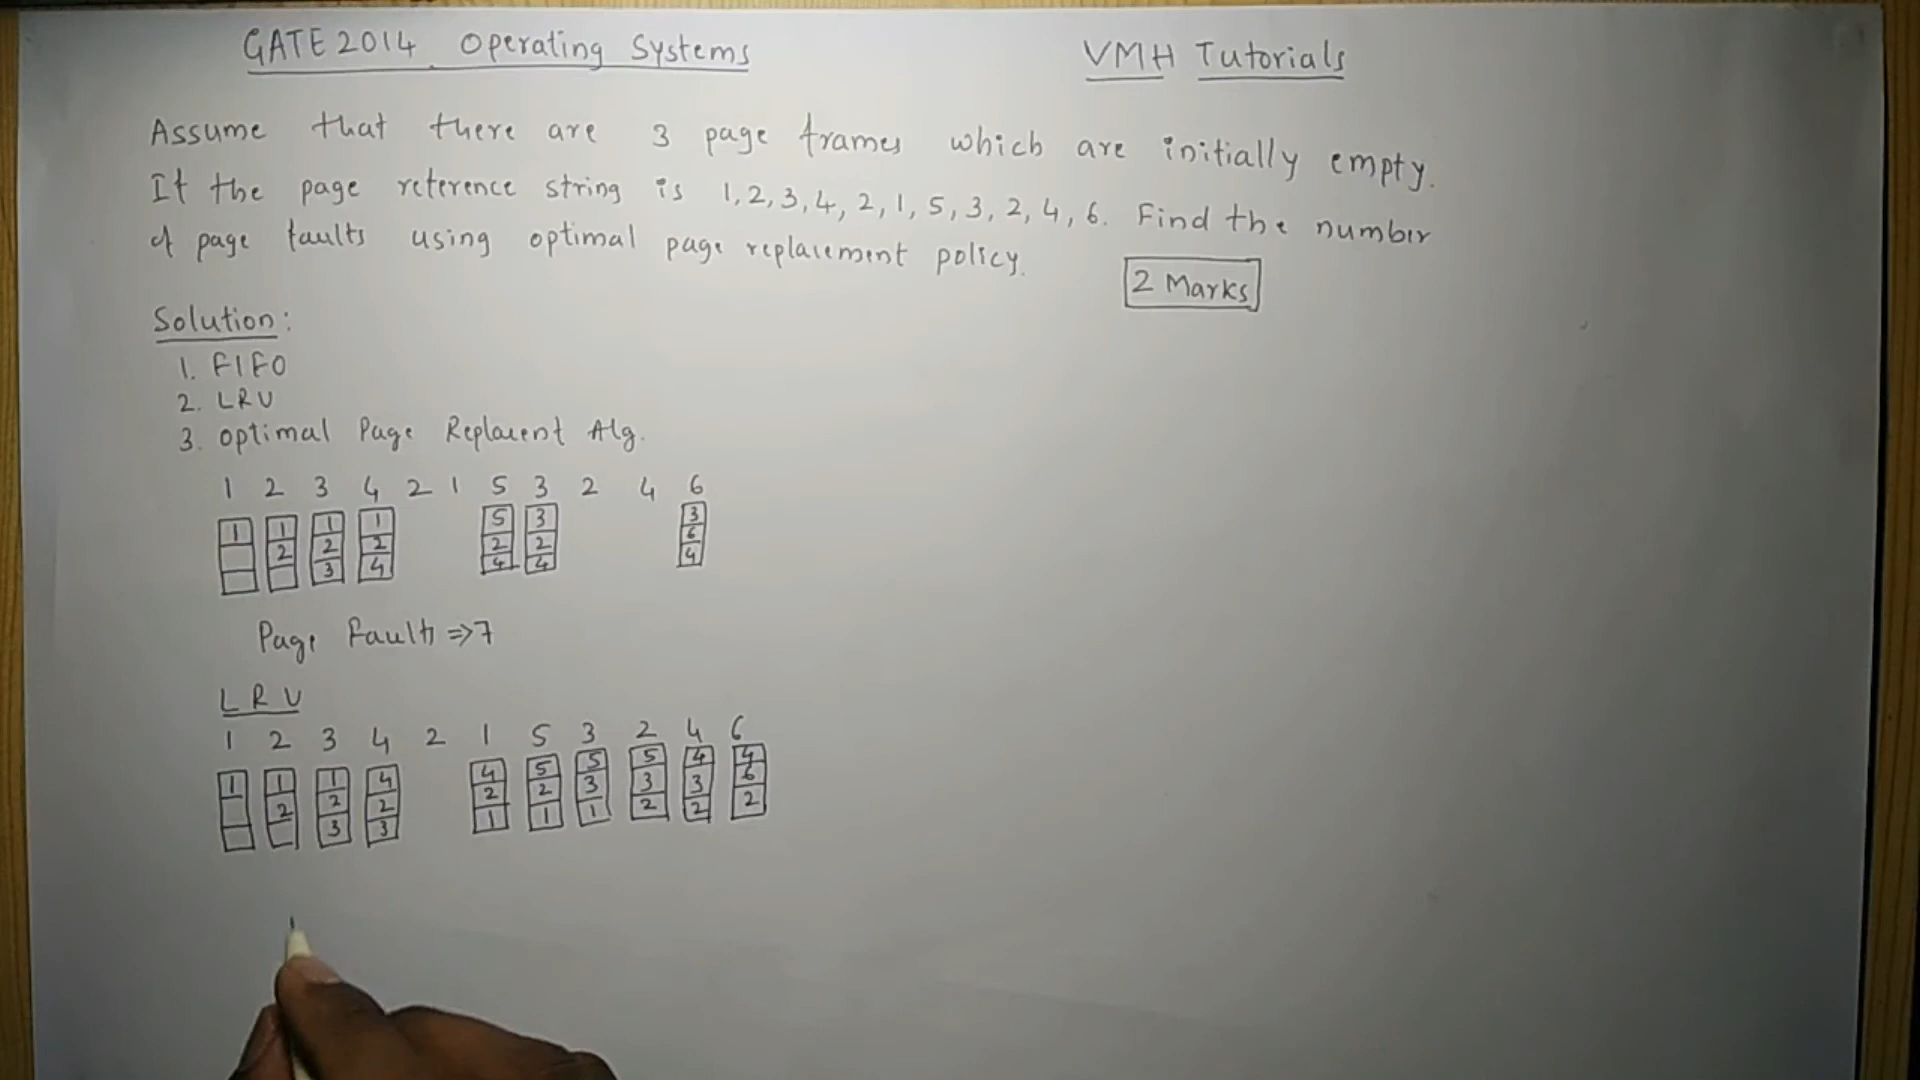 GATE 2014 Operating Systems
VMH Tutorials
Assume that there are 3 page frames which are initially empty.
If the page reference string is 1, 2, 3, 4, 2, 1, 5, 3, 2, 4, 6. Find the number
of page faults using optimal page replacement policy.
2 Marks
Solution:
1. FIFO
2. LRU
3. Optimal Page Replacent Alg.
1 2 3 4 2 1 5 3 2 4 6
1 1 1 1 5 3 3
2 2 2 2 2 6
3 4 4 4 4
Page Faults => 7
LRU
1 2 3 4 2 1 5 3 2 4 6
1 1 1 4 4 5 5 5 4 4
2 2 2 2 2 3 3 3 6
3 3 1 1 1 2 2 2